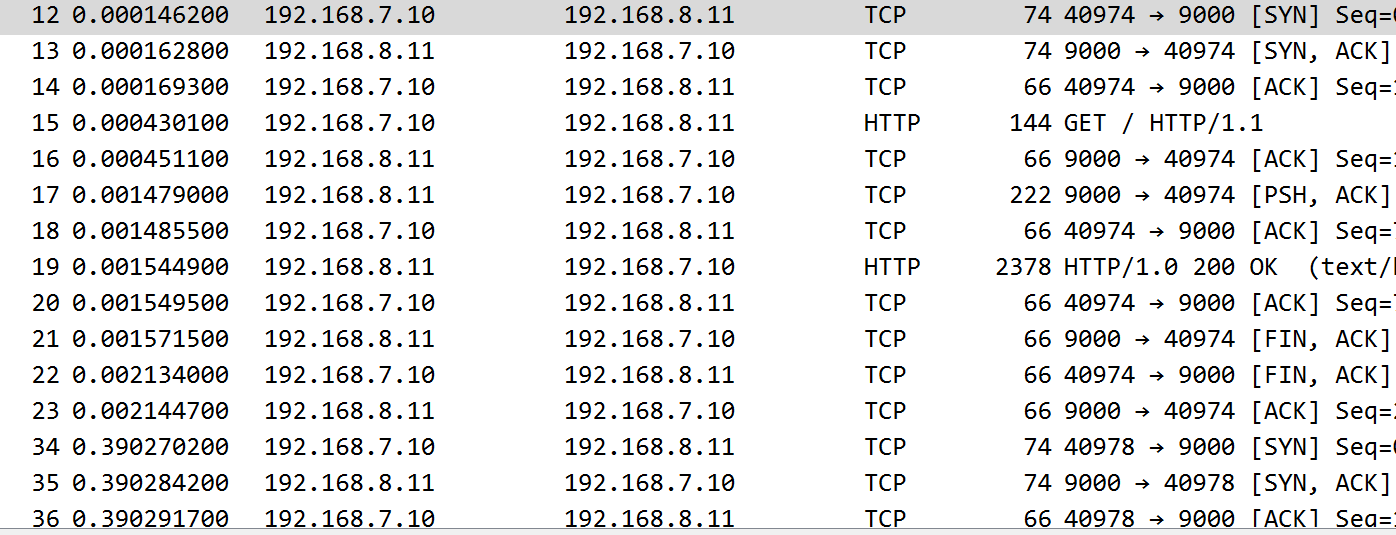 12 0.000146200 192.168.7.10 192.168.8.11 TCP 74 40974 → 9000 [SYN] Seq=
13 0.000162800 192.168.8.11 192.168.7.10 TCP 74 9000 → 40974 [SYN, ACK]
14 0.000169300 192.168.7.10 192.168.8.11 TCP 66 40974 → 9000 [ACK] Seq=
15 0.000430100 192.168.7.10 192.168.8.11 HTTP 144 GET / HTTP/1.1
16 0.000451100 192.168.8.11 192.168.7.10 TCP 66 9000 → 40974 [ACK] Seq=
17 0.001479000 192.168.8.11 192.168.7.10 TCP 222 9000 → 40974 [PSH, ACK]
18 0.001485500 192.168.7.10 192.168.8.11 TCP 66 40974 → 9000 [ACK] Seq=
19 0.001544900 192.168.8.11 192.168.7.10 HTTP 2378 HTTP/1.0 200 OK (text/
20 0.001549500 192.168.7.10 192.168.8.11 TCP 66 40974 → 9000 [ACK] Seq=
21 0.001571500 192.168.8.11 192.168.7.10 TCP 66 9000 → 40974 [FIN, ACK]
22 0.002134000 192.168.7.10 192.168.8.11 TCP 66 40974 → 9000 [FIN, ACK]
23 0.002144700 192.168.8.11 192.168.7.10 TCP 66 9000 → 40974 [ACK] Seq=
34 0.390270200 192.168.7.10 192.168.8.11 TCP 74 40978 → 9000 [SYN] Seq=
35 0.390284200 192.168.8.11 192.168.7.10 TCP 74 9000 → 40978 [SYN, ACK]
36 0.390291700 192.168.7.10 192.168.8.11 TCP 66 40978 → 9000 [ACK] Seq=